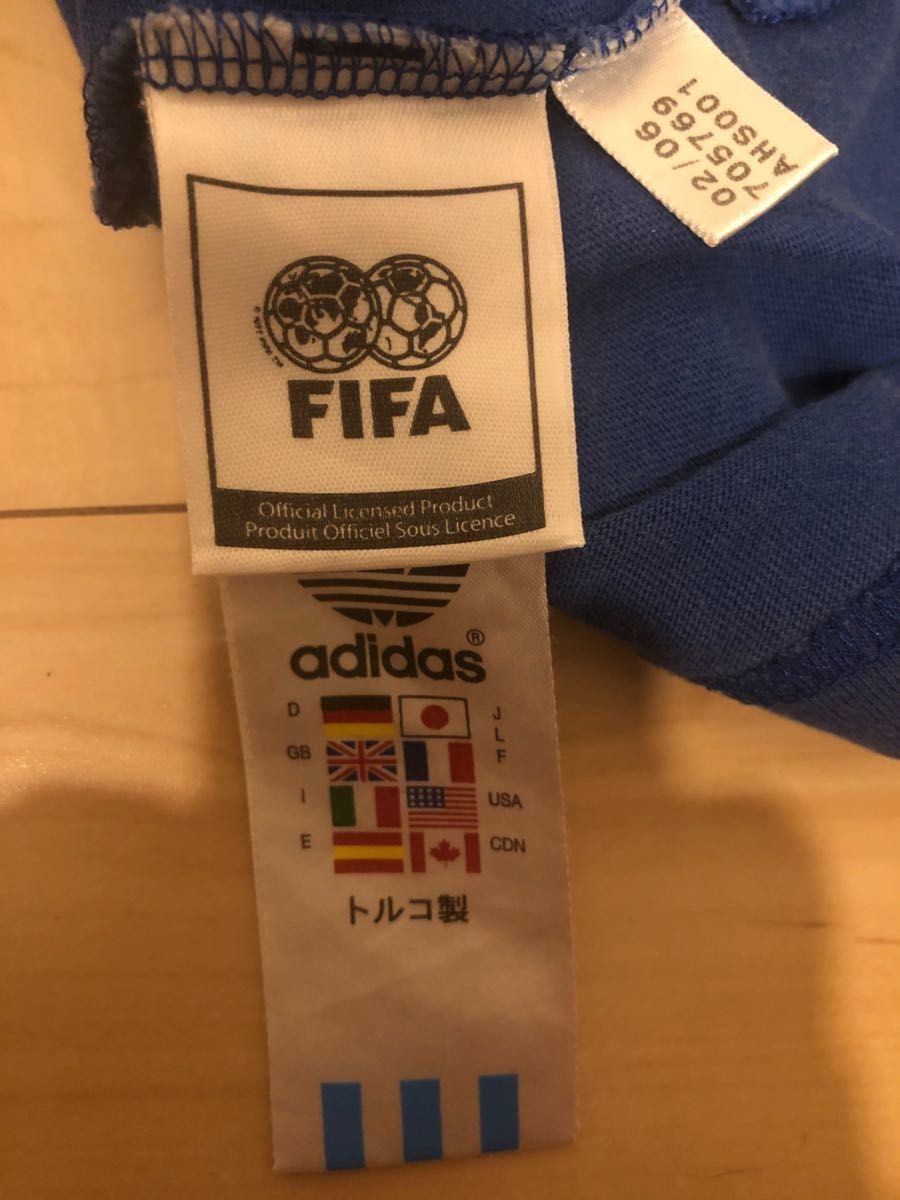 02/06
705769
AHS001
FIFA
Official Licensed Product
Produit Officiel Sous Licence
adidas®
D J
L
GB F
I USA
E CDN
トルコ製